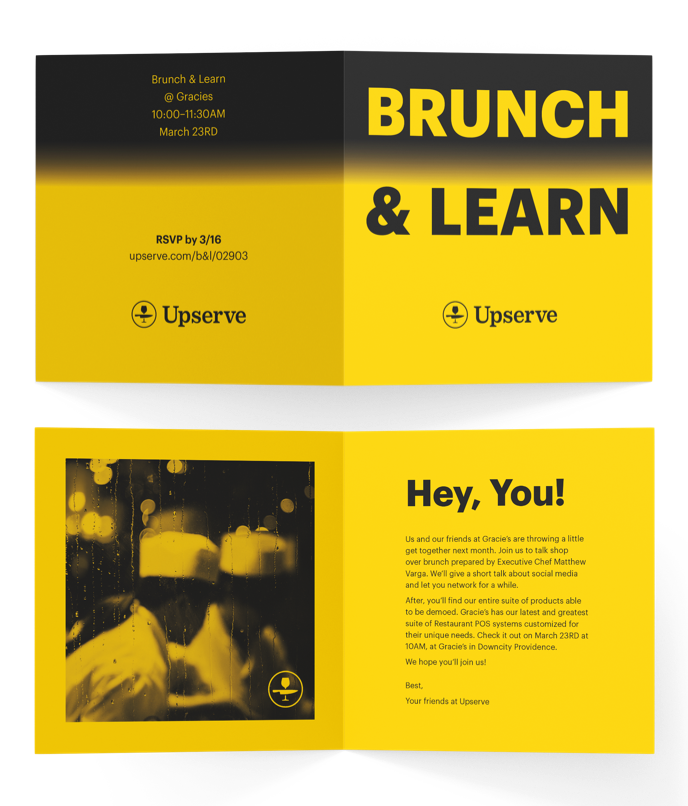 Brunch & Learn
@ Gracies
10:00–11:30AM
March 23RD
RSVP by 3/16
upserve.com/b&l/02903
Upserve
BRUNCH
& LEARN
Upserve
Hey, You!
Us and our friends at Gracie's are throwing a little
get together next month. Join us to talk shop
over brunch prepared by Executive Chef Matthew
Varga. We'll give a short talk about social media
and let you network for a while.
After, you'll find our entire suite of products able
to be demoed. Gracie's has our latest and greatest
suite of Restaurant POS systems customized for
their unique needs. Check it out on March 23RD at
10AM, at Gracie's in Downcity Providence.
We hope you'll join us!
Best,
Your friends at Upserve